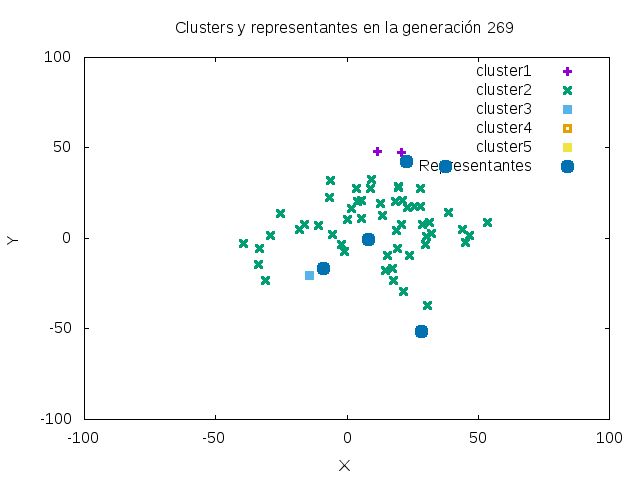 Clusters y representantes en la generación 269
100
50
0
-50
-100
Y
cluster1
cluster2
cluster3
cluster4
cluster5
Representantes
-100 -50 0 50 100
X